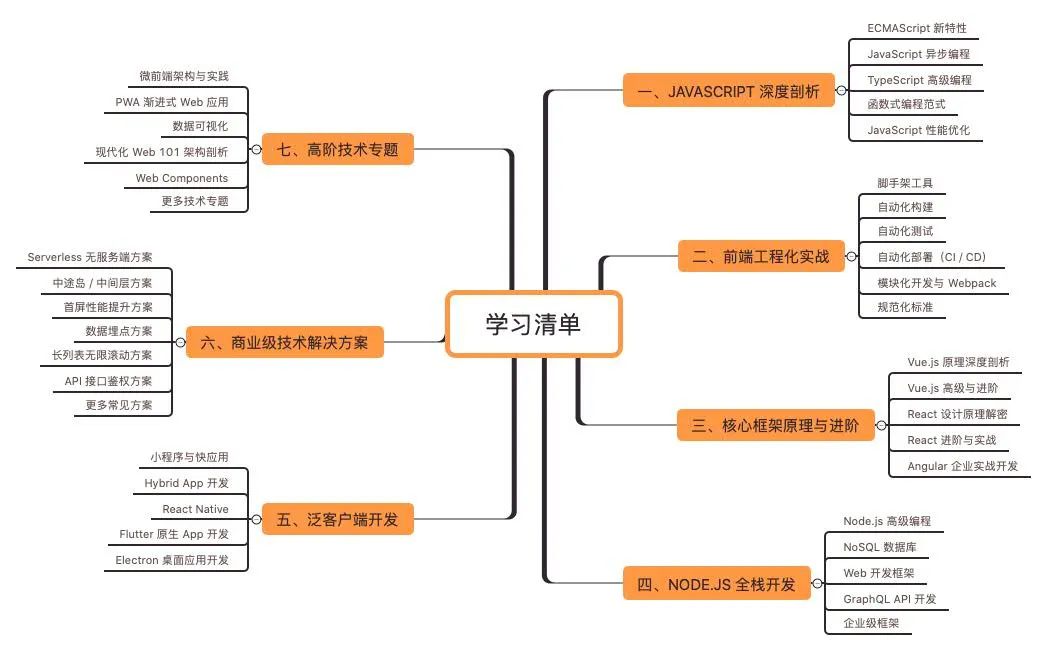 学习清单
一、JAVASCRIPT 深度剖析
ECMAScript 新特性
JavaScript 异步编程
TypeScript 高级编程
函数式编程范式
JavaScript 性能优化
二、前端工程化实战
脚手架工具
自动化构建
自动化测试
自动化部署（CI / CD）
模块化开发与 Webpack
规范化标准
三、核心框架原理与进阶
Vue.js 原理深度剖析
Vue.js 高级与进阶
React 设计原理解密
React 进阶与实战
Angular 企业实战开发
四、NODE.JS 全栈开发
Node.js 高级编程
NoSQL 数据库
Web 开发框架
GraphQL API 开发
企业级框架
五、泛客户端开发
小程序与快应用
Hybrid App 开发
React Native
Flutter 原生 App 开发
Electron 桌面应用开发
六、商业级技术解决方案
Serverless 无服务端方案
中途岛 / 中间层方案
首屏性能提升方案
数据埋点方案
长列表无限滚动方案
API 接口鉴权方案
更多常见方案
七、高阶技术专题
微前端架构与实践
PWA 渐进式 Web 应用
数据可视化
现代化 Web 101 架构剖析
Web Components
更多技术专题